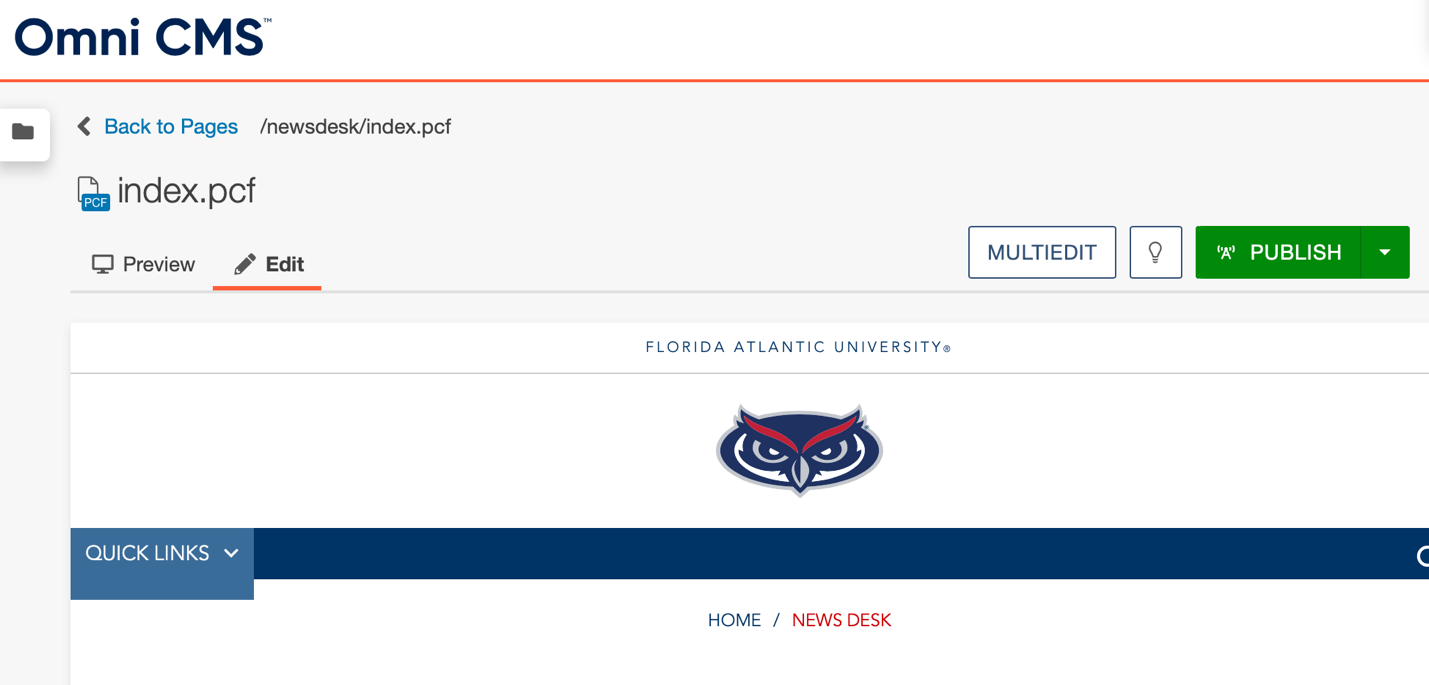 Omni CMS™
Back to Pages /newsdesk/index.pcf
PCF index.pcf
Preview Edit MULTIEDIT PUBLISH
FLORIDA ATLANTIC UNIVERSITY®
QUICK LINKS
HOME / NEWS DESK